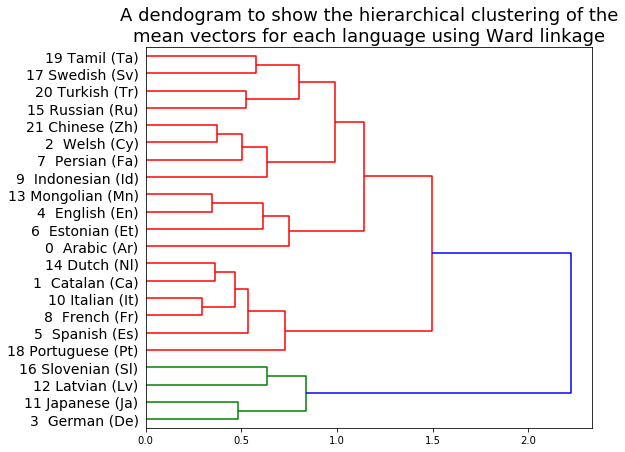 A dendogram to show the hierarchical clustering of the
mean vectors for each language using Ward linkage
19 Tamil (Ta)
17 Swedish (Sv)
20 Turkish (Tr)
15 Russian (Ru)
21 Chinese (Zh)
2 Welsh (Cy)
7 Persian (Fa)
9 Indonesian (Id)
13 Mongolian (Mn)
4 English (En)
6 Estonian (Et)
0 Arabic (Ar)
14 Dutch (Nl)
1 Catalan (Ca)
10 Italian (It)
8 French (Fr)
5 Spanish (Es)
18 Portuguese (Pt)
16 Slovenian (Sl)
12 Latvian (Lv)
11 Japanese (Ja)
3 German (De)
0.0 0.5 1.0 1.5 2.0